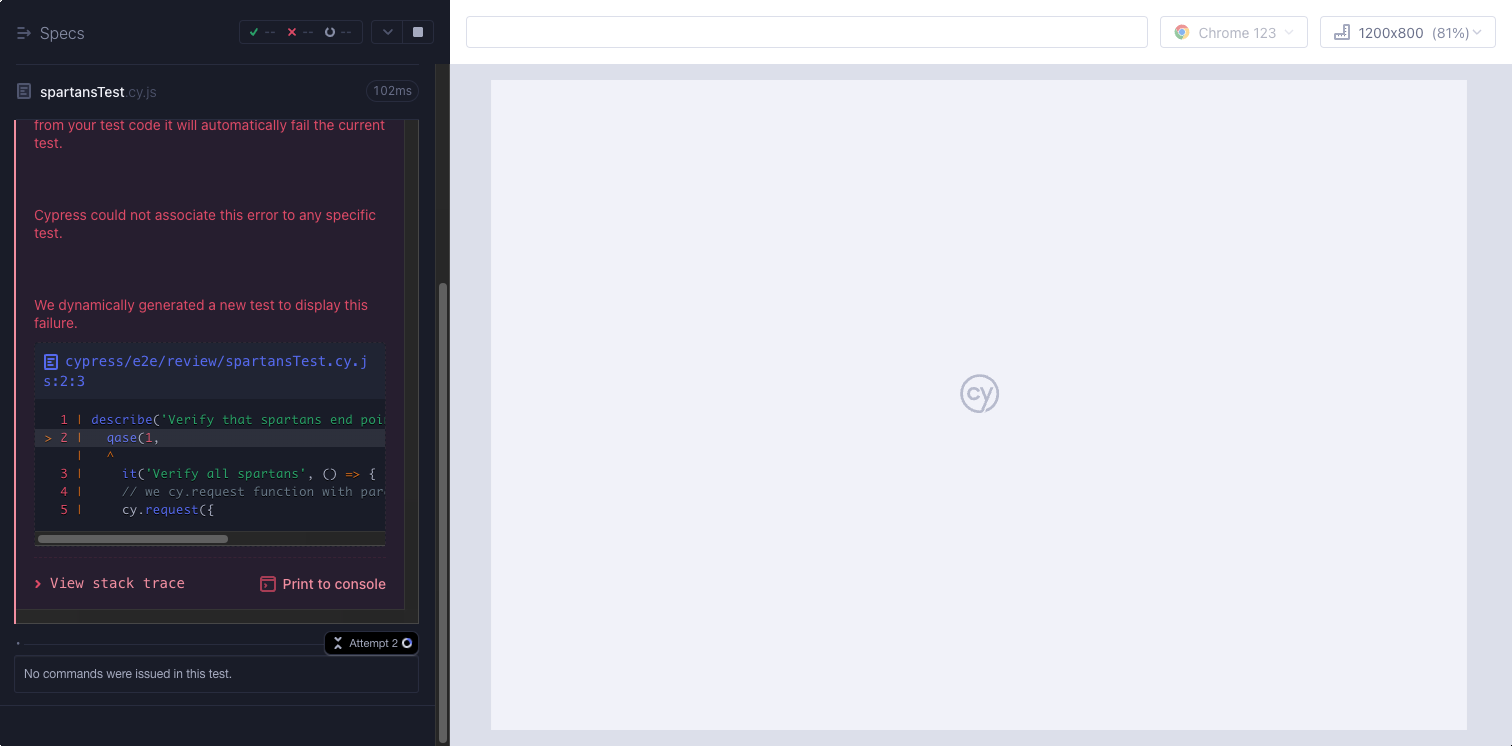 Specs
-- -- --
Chrome 123
1200x800 (81%)
spartansTest.cy.js
102ms
from your test code it will automatically fail the current
test.
Cypress could not associate this error to any specific
test.
We dynamically generated a new test to display this
failure.
cypress/e2e/review/spartansTest.cy.j
s:2:3
1 | describe('Verify that spartans end poi
> 2 |   qase(1,
|   ^
3 |     it('Verify all spartans', () => {
4 |     // we cy.request function with par
5 |     cy.request({
View stack trace
Print to console
Attempt 2
No commands were issued in this test.
cy